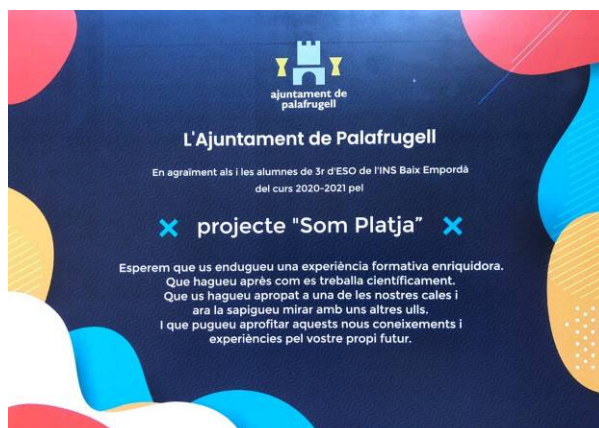 ajuntament de
palafrugell
L'Ajuntament de Palafrugell
En agraïment als i les alumnes de 3r d'ESO de l'INS Baix Empordà
del curs 2020-2021 pel
projecte "Som Platja"
Esperem que us endugueu una experiència formativa enriquidora.
Que hagueu après com es treballa científicament.
Que us hagueu apropat a una de les nostres cales i
ara la sapigueu mirar amb uns altres ulls.
I que pugueu aprofitar aquests nous coneixements i
experiències pel vostre propi futur.